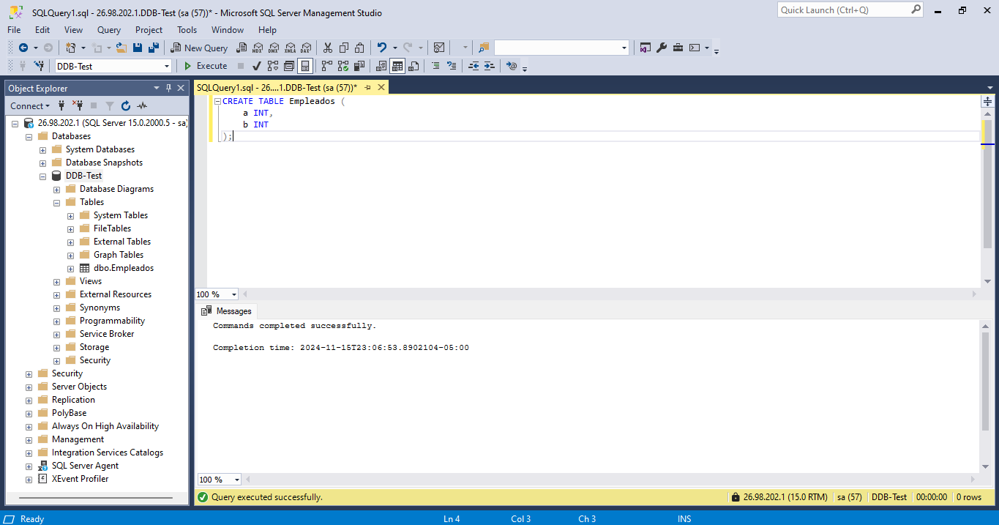 SQLQuery1.sql - 26.98.202.1.DDB-Test (sa (57))* - Microsoft SQL Server Management Studio
Quick Launch (Ctrl+Q)
File Edit View Query Project Tools Window Help
New Query
MDX DMX XMLA DAX
DDB-Test
Execute
Object Explorer
Connect
26.98.202.1 (SQL Server 15.0.2000.5 - sa)
Databases
System Databases
Database Snapshots
DDB-Test
Database Diagrams
Tables
System Tables
FileTables
External Tables
Graph Tables
dbo.Empleados
Views
External Resources
Synonyms
Programmability
Service Broker
Storage
Security
Security
Server Objects
Replication
PolyBase
Always On High Availability
Management
Integration Services Catalogs
SQL Server Agent
XEvent Profiler
SQLQuery1.sql - 26....1.DDB-Test (sa (57))*
CREATE TABLE Empleados (
a INT,
b INT
);
100 %
Messages
Commands completed successfully.
Completion time: 2024-11-15T23:06:53.8902104-05:00
100 %
Query executed successfully.
26.98.202.1 (15.0 RTM) sa (57) DDB-Test 00:00:00 0 rows
Ready Ln 4 Col 3 Ch 3 INS